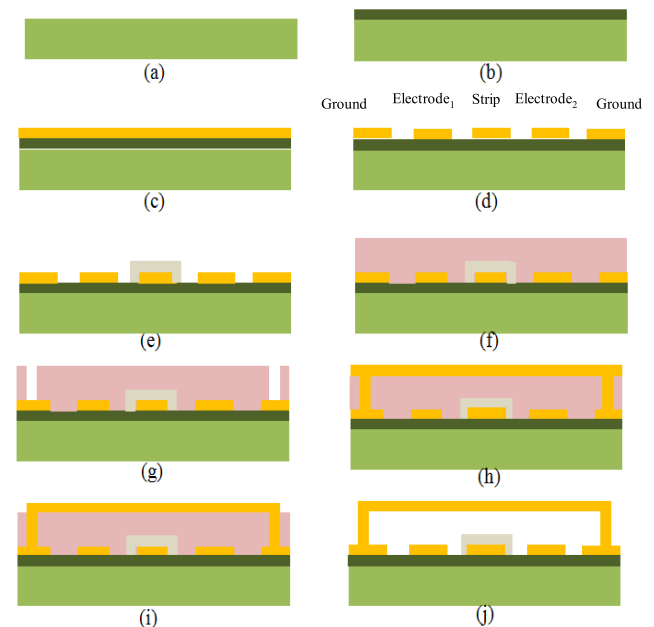 (a)
(b)
Ground Electrode₁ Strip Electrode₂ Ground
(c)
(d)
(e)
(f)
(g)
(h)
(i)
(j)